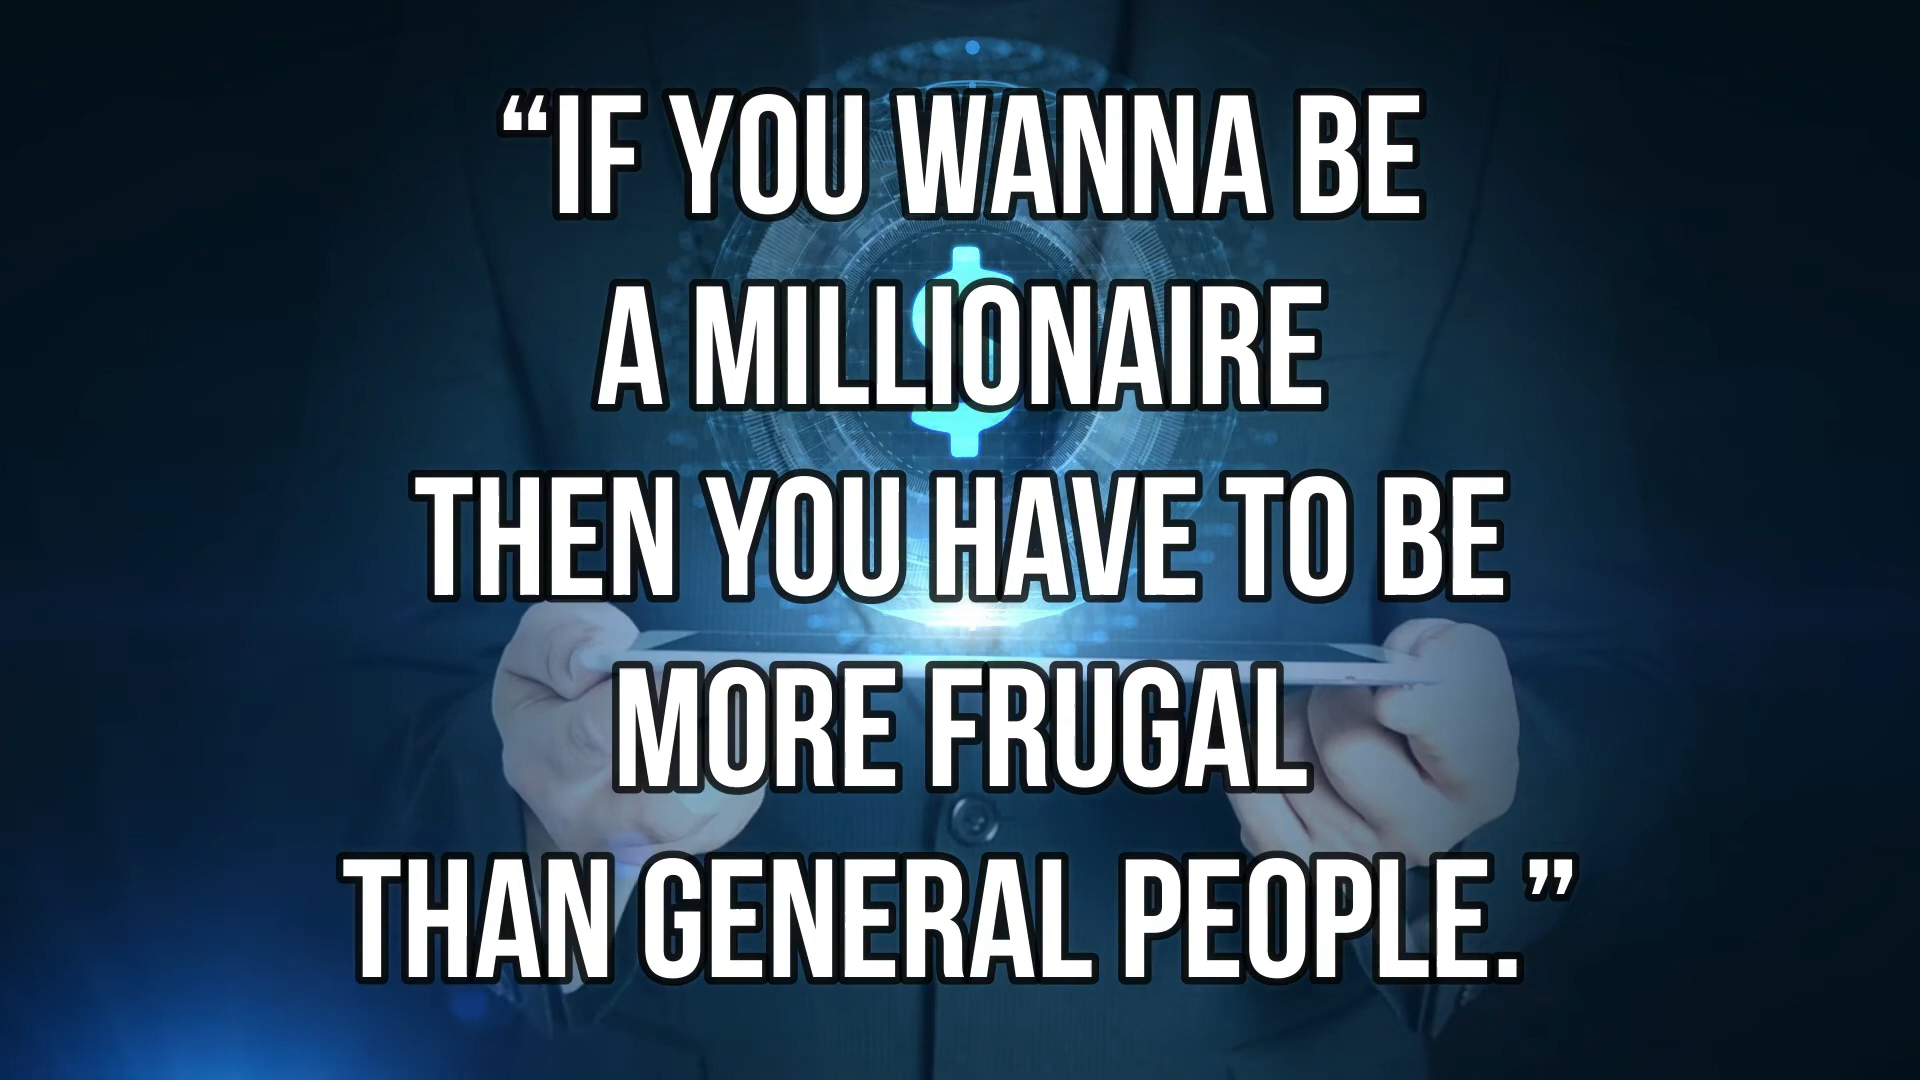 “IF YOU WANNA BE
A MILLIONAIRE
THEN YOU HAVE TO BE
MORE FRUGAL
THAN GENERAL PEOPLE.”